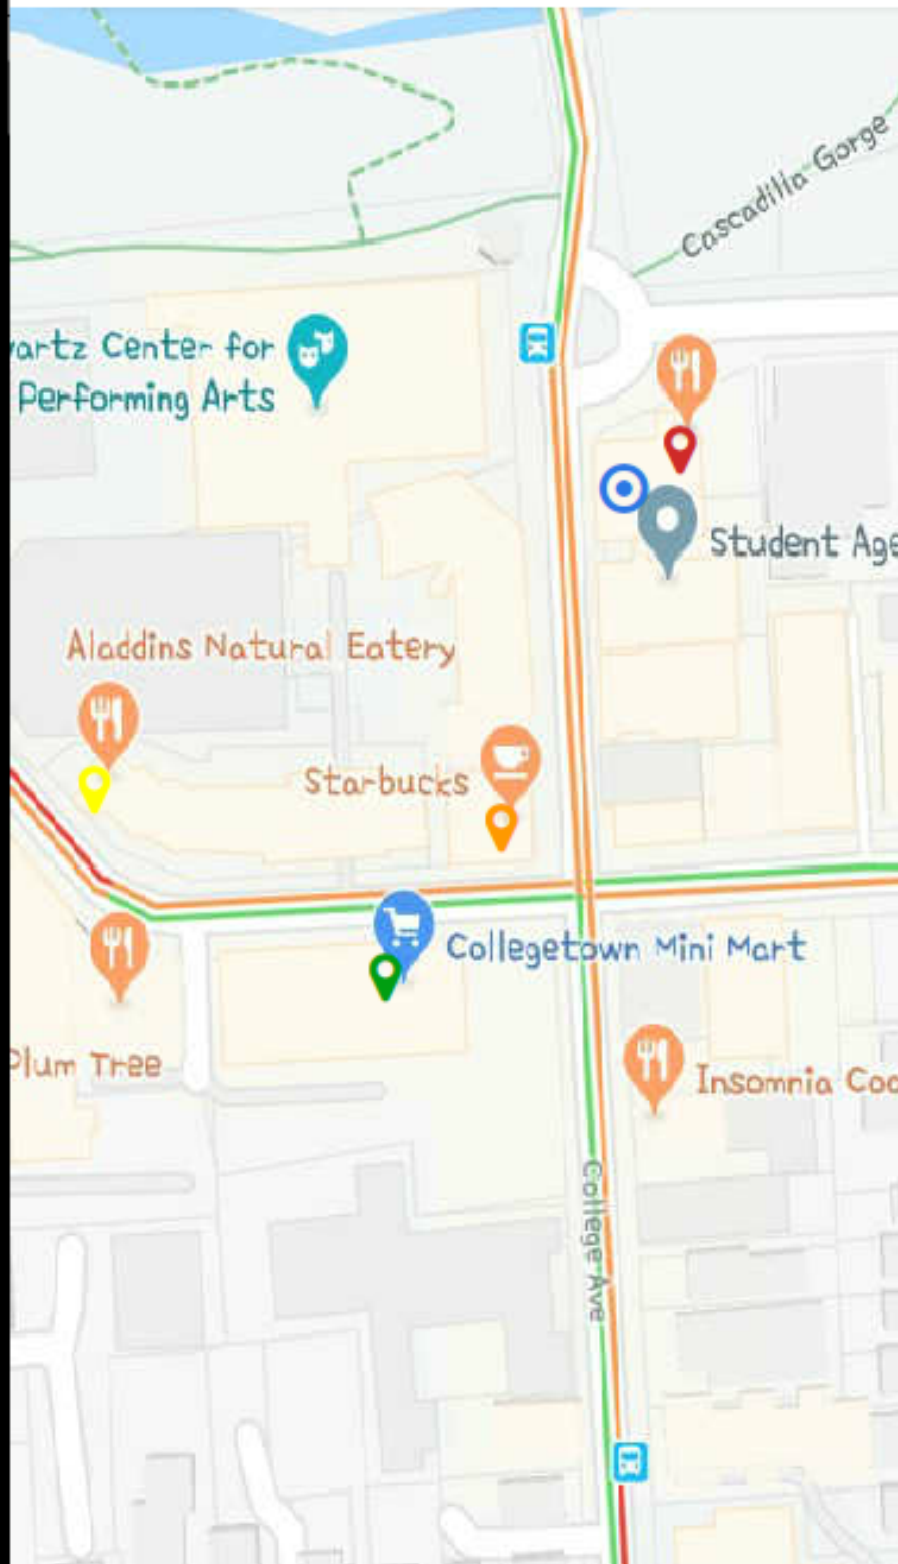 Cascadilla Gorge
artz Center for
Performing Arts
Student Age
Aladdins Natural Eatery
Starbucks
Collegetown Mini Mart
Plum Tree
Insomnia Coo
College Ave